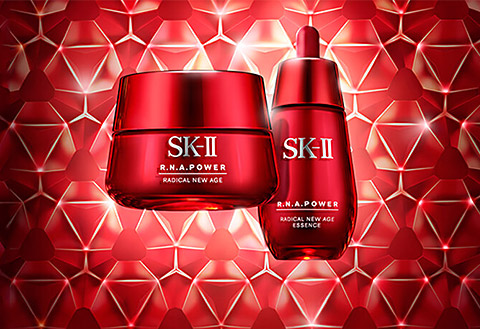 SK-II
R.N.A.POWER
RADICAL NEW AGE
SK-II
R.N.A.POWER
RADICAL NEW AGE
ESSENCE